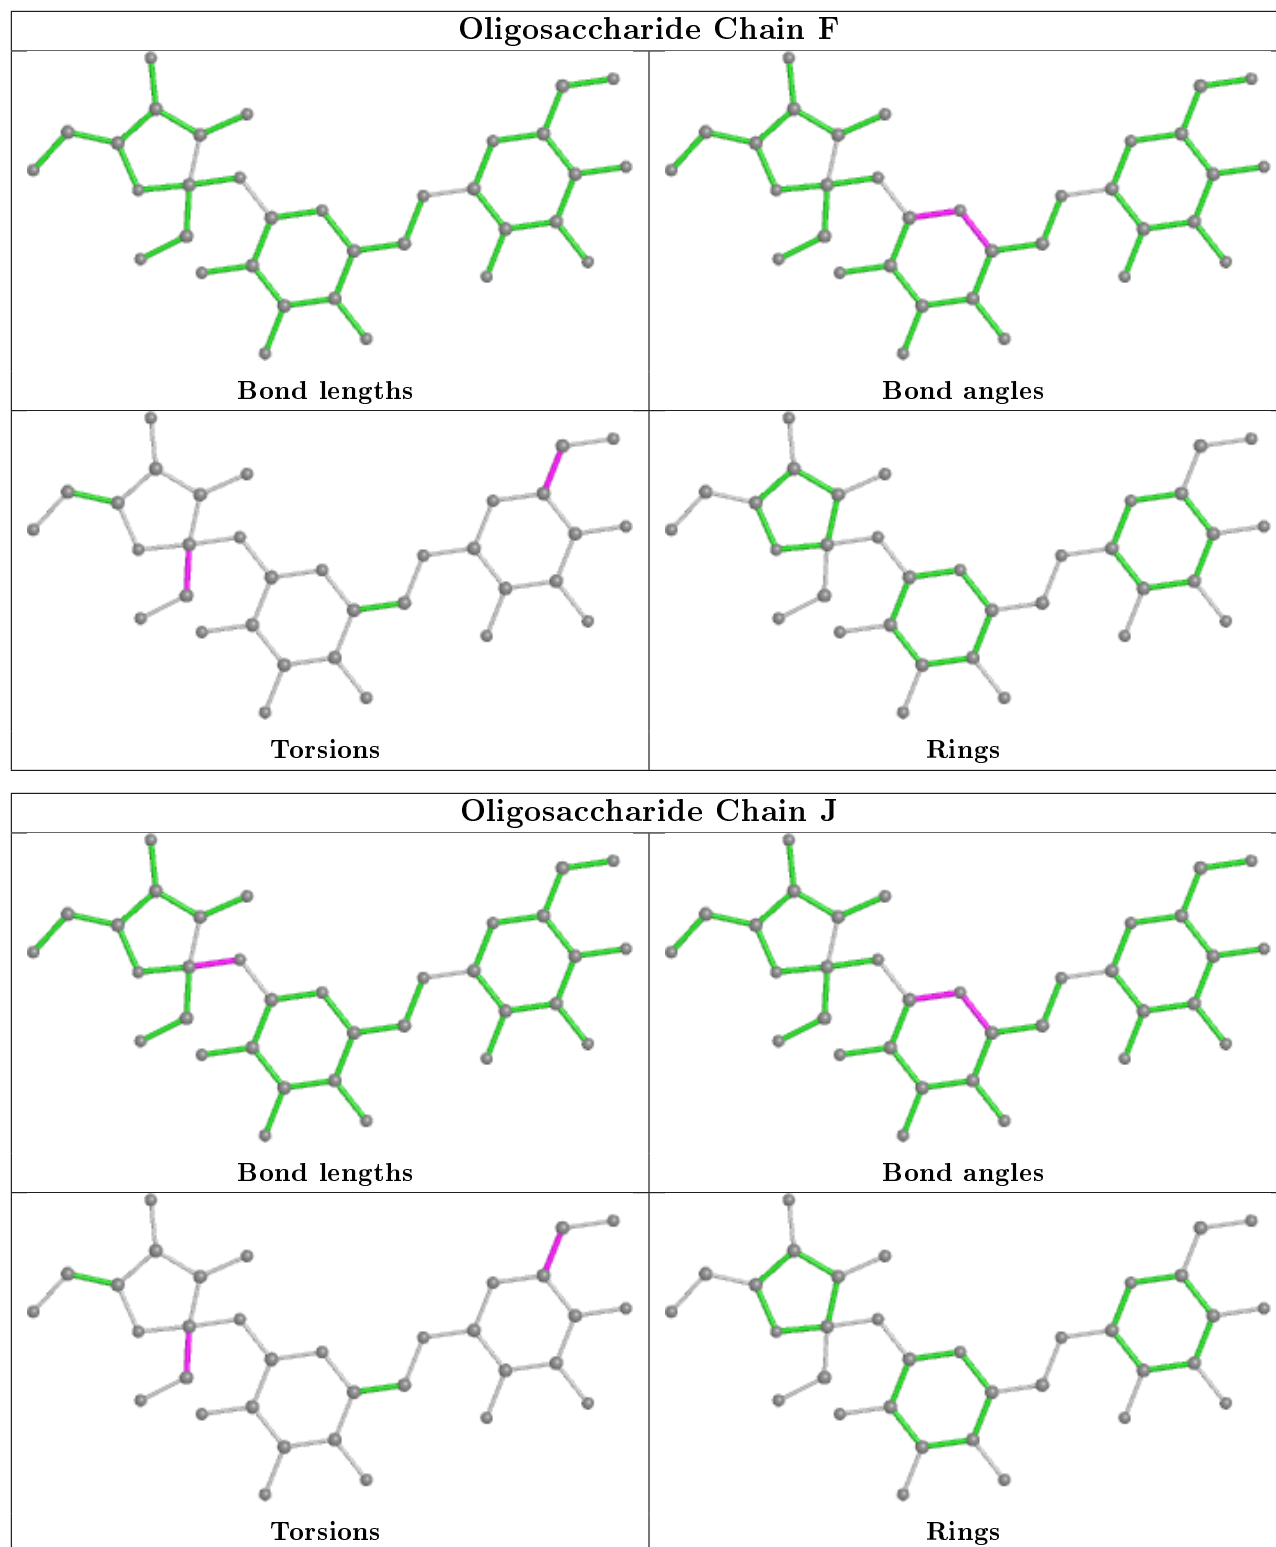 Oligosaccharide Chain F
Bond lengths
Bond angles
Torsions
Rings
Oligosaccharide Chain J
Bond lengths
Bond angles
Torsions
Rings